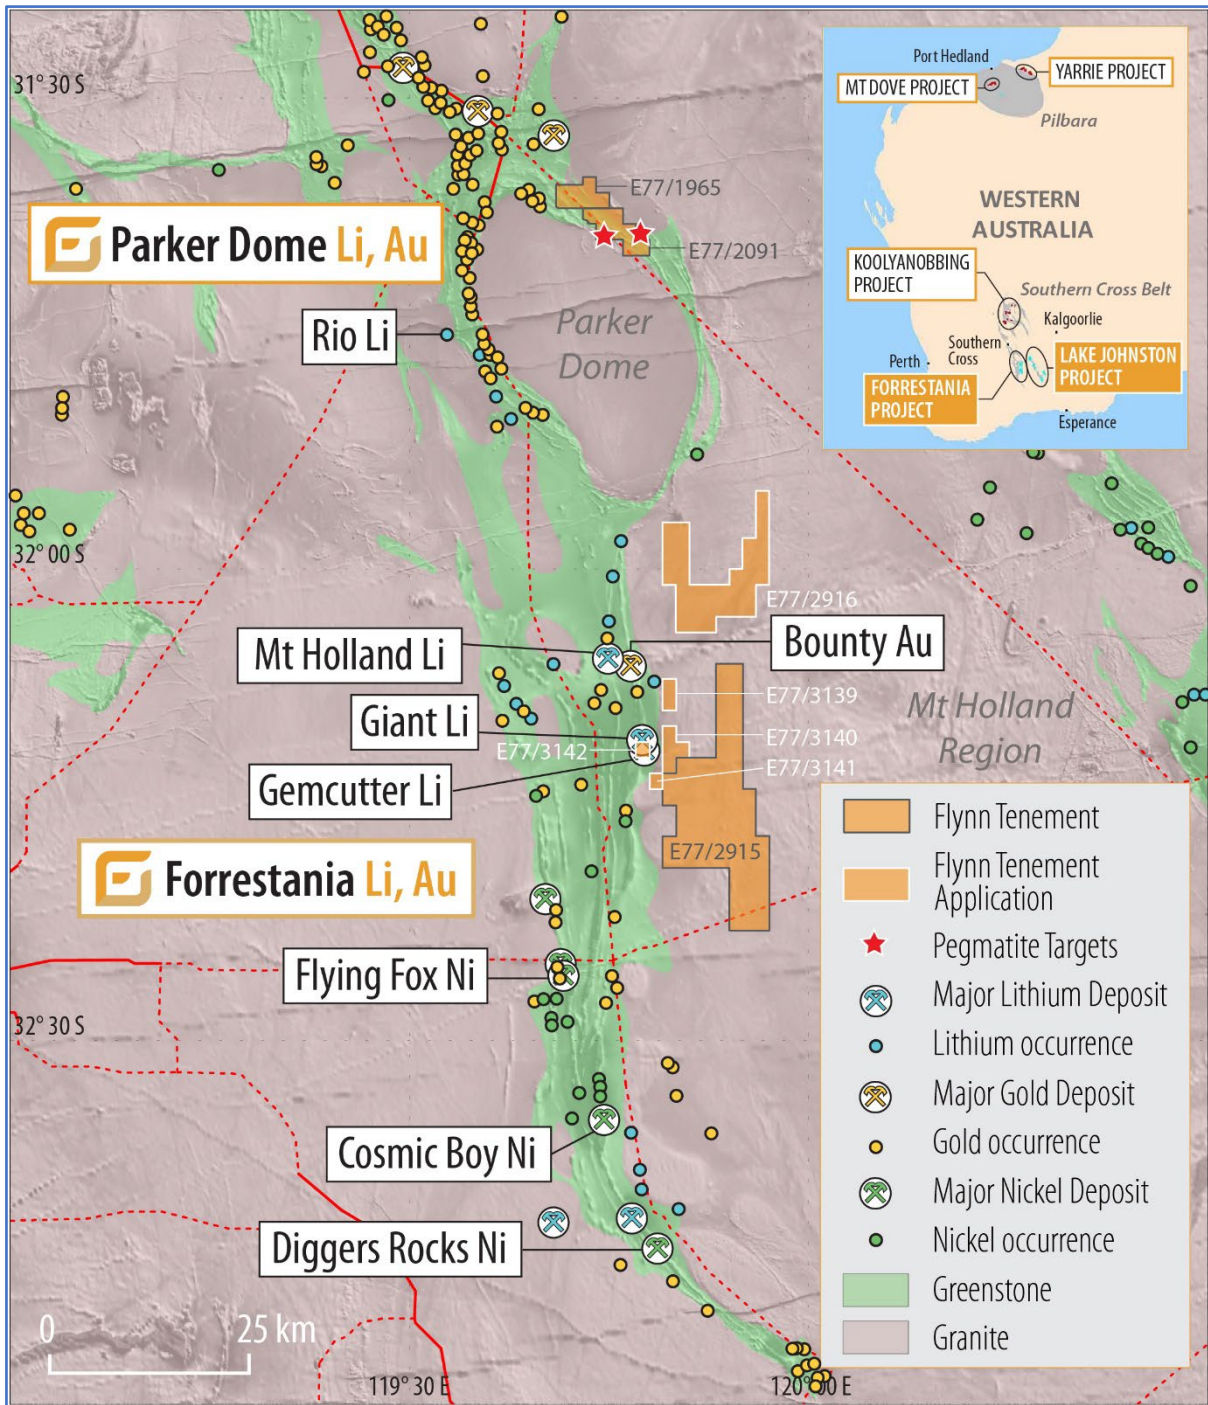 31° 30 S
Port Hedland
YARRIE PROJECT
MT DOVE PROJECT
Pilbara
WESTERN
AUSTRALIA
KOOLYANOBBING
PROJECT
Southern Cross Belt
Kalgoorlie
Southern
Cross
Perth
LAKE JOHNSTON
PROJECT
FORRESTANIA
PROJECT
Esperance
E77/1965
Parker Dome Li, Au
E77/2091
Rio Li
Parker
Dome
32° 00 S
E77/2916
Mt Holland Li
Bounty Au
E77/3139
Mt Holland
Region
Giant Li
E77/3140
E77/3142
E77/3141
Gemcutter Li
E77/2915
Forrestania Li, Au
Flying Fox Ni
32° 30 S
Cosmic Boy Ni
Diggers Rocks Ni
Flynn Tenement
Flynn Tenement
Application
Pegmatite Targets
Major Lithium Deposit
Lithium occurrence
Major Gold Deposit
Gold occurrence
Major Nickel Deposit
Nickel occurrence
Greenstone
Granite
0 25 km
119° 30 E
120° 00 E